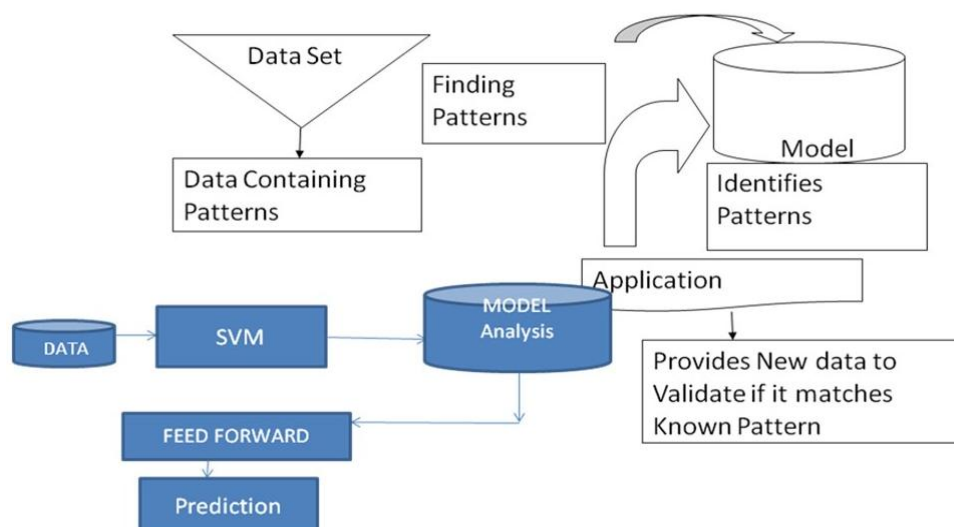 Data Set
Finding
Patterns
Model
Data Containing
Patterns
Identifies
Patterns
Application
MODEL
Analysis
DATA
SVM
Provides New data to
Validate if it matches
Known Pattern
FEED FORWARD
Prediction